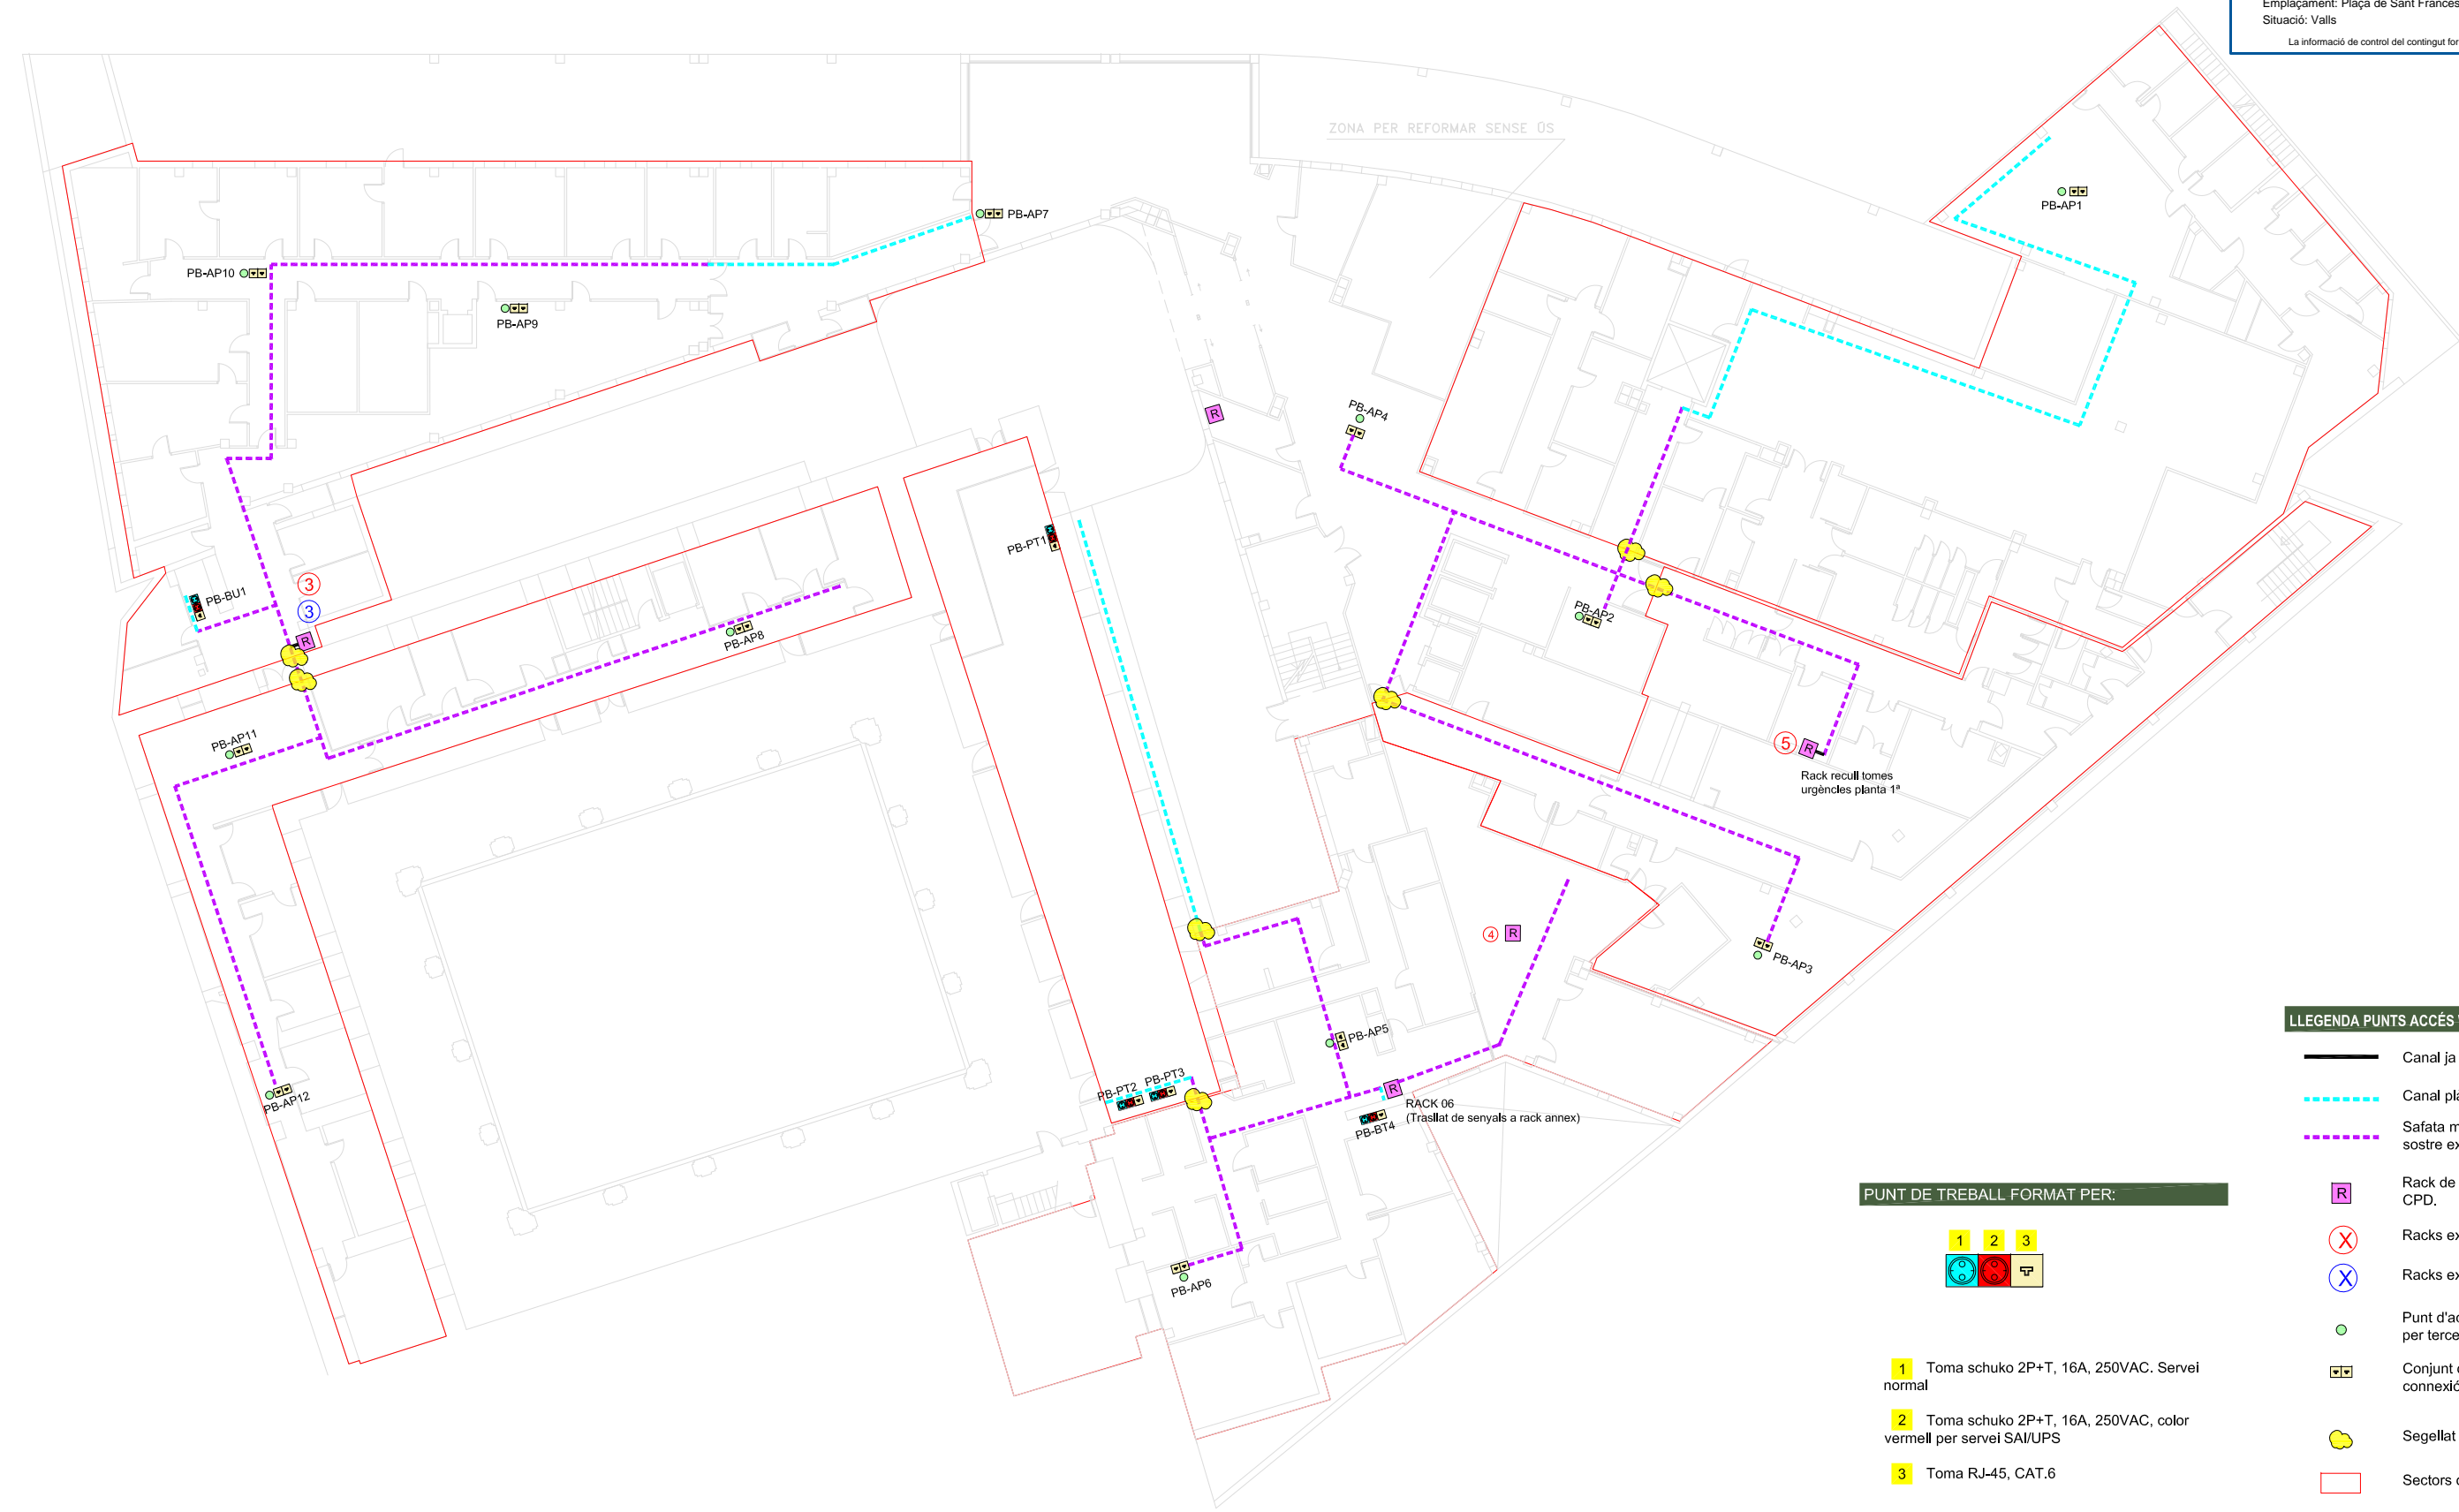 Emplaçament: Plaça de Sant Frances
Situació: Valls
La informació de control del contingut for
ZONA PER REFORMAR SENSE ÚS
PB-AP1
PB-AP7
PB-AP10
PB-AP9
PB-AP4
R
PB-PT1
PB-BU1
3
3
R
PB-AP8
PB-AP2
PB-AP11
5
R
Rack recull tomes
urgències planta 1ª
4
R
PB-AP3
PB-AP5
PB-PT2
PB-PT3
PB-AP12
R
RACK 06
(Trasllat de senyals a rack annex)
PB-BT4
PB-AP6
LLEGENDA PUNTS ACCÉS
Canal ja
Canal pla
Safata m
sostre ex
R
Rack de
CPD.
X
Racks ex
X
Racks ex
Punt d'ac
per terce
Conjunt d
connexió
Segellat
Sectors d
PUNT DE TREBALL FORMAT PER:
1 2 3
1 Toma schuko 2P+T, 16A, 250VAC. Servei
normal
2 Toma schuko 2P+T, 16A, 250VAC, color
vermell per servei SAI/UPS
3 Toma RJ-45, CAT.6